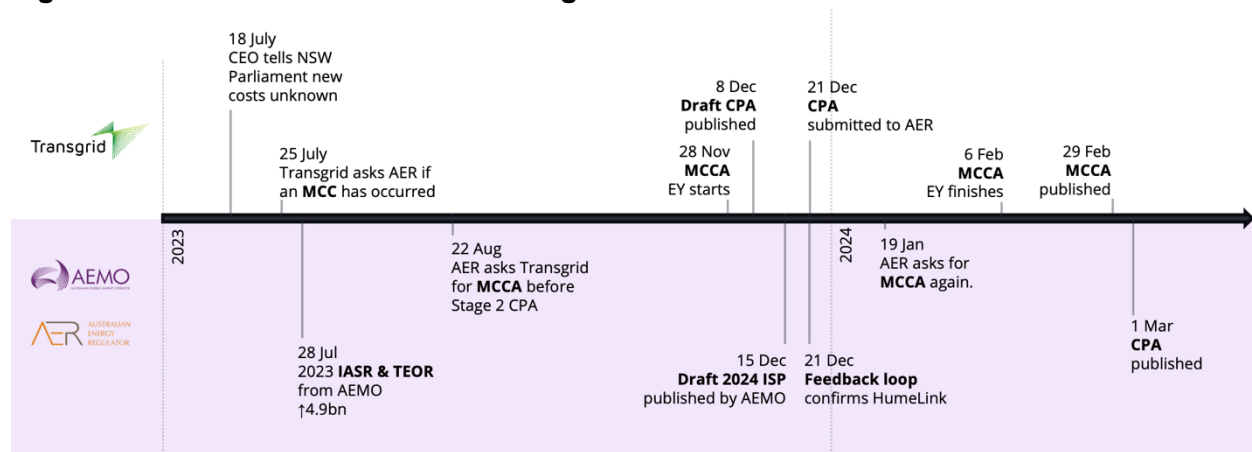 18 July
CEO tells NSW
Parliament new
costs unknown
25 July
Transgrid asks AER if
an MCC has occurred
28 Nov
MCCA
EY starts
8 Dec
Draft CPA
published
21 Dec
CPA
submitted to AER
6 Feb
MCCA
EY finishes
29 Feb
MCCA
published
Transgrid
2023
2024
AEMO
AUSTRALIAN ENERGY MARKET OPERATOR
AER
AUSTRALIAN
ENERGY
REGULATOR
28 Jul
2023 IASR & TEOR
from AEMO
↑4.9bn
22 Aug
AER asks Transgrid
for MCCA before
Stage 2 CPA
15 Dec
Draft 2024 ISP
published by AEMO
21 Dec
Feedback loop
confirms HumeLink
19 Jan
AER asks for
MCCA again.
1 Mar
CPA
published